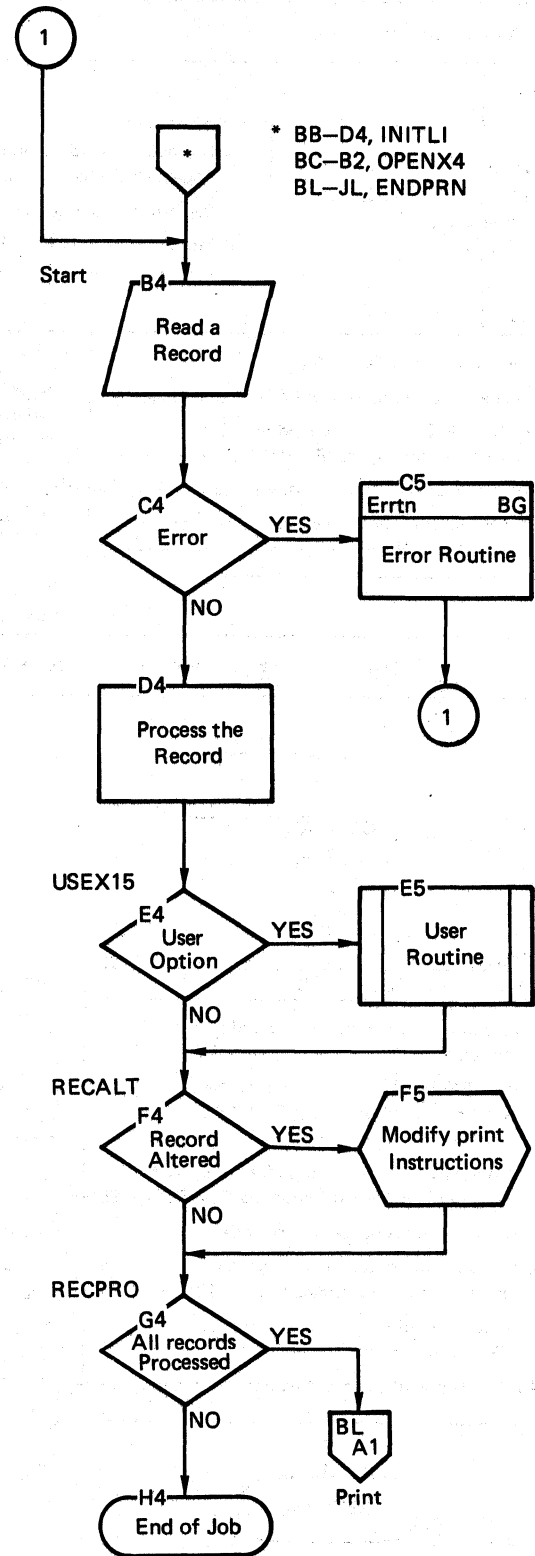 1
*
* BB–D4, INITLI
BC–B2, OPENX4
BL–JL, ENDPRN
Start
B4
Read a
Record
C4
Error
YES
NO
C5
Errtn BG
Error Routine
1
D4
Process the
Record
USEX15
E4
User
Option
YES
NO
E5
User
Routine
RECALT
F4
Record
Altered
YES
NO
F5
Modify print
Instructions
RECPRO
G4
All records
Processed
YES
NO
BL
A1
Print
H4
End of Job